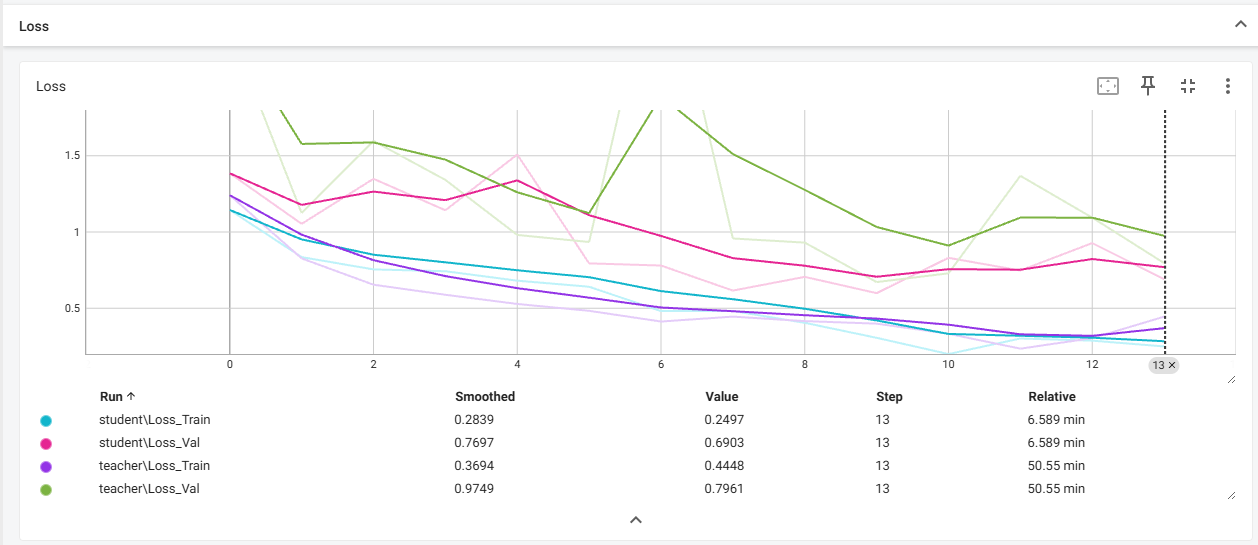 Loss
Loss
1.5
1
0.5
0 2 4 6 8 10 12 13 ×
Run ↑ Smoothed Value Step Relative
student\Loss_Train 0.2839 0.2497 13 6.589 min
student\Loss_Val 0.7697 0.6903 13 6.589 min
teacher\Loss_Train 0.3694 0.4448 13 50.55 min
teacher\Loss_Val 0.9749 0.7961 13 50.55 min